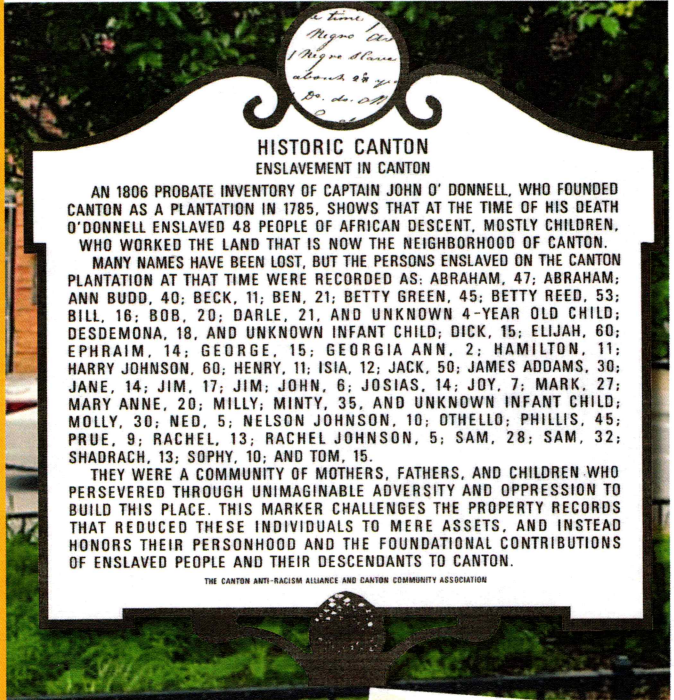 e time
Negro
1 Negro Slave
about
Do. do.
HISTORIC CANTON
ENSLAVEMENT IN CANTON
AN 1806 PROBATE INVENTORY OF CAPTAIN JOHN O' DONNELL, WHO FOUNDED
CANTON AS A PLANTATION IN 1785, SHOWS THAT AT THE TIME OF HIS DEATH
O'DONNELL ENSLAVED 48 PEOPLE OF AFRICAN DESCENT, MOSTLY CHILDREN,
WHO WORKED THE LAND THAT IS NOW THE NEIGHBORHOOD OF CANTON.
MANY NAMES HAVE BEEN LOST, BUT THE PERSONS ENSLAVED ON THE CANTON
PLANTATION AT THAT TIME WERE RECORDED AS: ABRAHAM, 47; ABRAHAM;
ANN BUDD, 40; BECK, 11; BEN, 21; BETTY GREEN, 45; BETTY REED, 53;
BILL, 16; BOB, 20; DARLE, 21, AND UNKNOWN 4-YEAR OLD CHILD;
DESDEMONA, 18, AND UNKNOWN INFANT CHILD; DICK, 15; ELIJAH, 60;
EPHRAIM, 14; GEORGE, 15; GEORGIA ANN, 2; HAMILTON, 11;
HARRY JOHNSON, 60; HENRY, 11; ISIA, 12; JACK, 50; JAMES ADDAMS, 30;
JANE, 14; JIM, 17; JIM; JOHN, 6; JOSIAS, 14; JOY, 7; MARK, 27;
MARY ANNE, 20; MILLY; MINTY, 35, AND UNKNOWN INFANT CHILD;
MOLLY, 30; NED, 5; NELSON JOHNSON, 10; OTHELLO; PHILLIS, 45;
PRUE, 9; RACHEL, 13; RACHEL JOHNSON, 5; SAM, 28; SAM, 32;
SHADRACH, 13; SOPHY, 10; AND TOM, 15.
THEY WERE A COMMUNITY OF MOTHERS, FATHERS, AND CHILDREN WHO
PERSEVERED THROUGH UNIMAGINABLE ADVERSITY AND OPPRESSION TO
BUILD THIS PLACE. THIS MARKER CHALLENGES THE PROPERTY RECORDS
THAT REDUCED THESE INDIVIDUALS TO MERE ASSETS, AND INSTEAD
HONORS THEIR PERSONHOOD AND THE FOUNDATIONAL CONTRIBUTIONS
OF ENSLAVED PEOPLE AND THEIR DESCENDANTS TO CANTON.
THE CANTON ANTI-RACISM ALLIANCE AND CANTON COMMUNITY ASSOCIATION